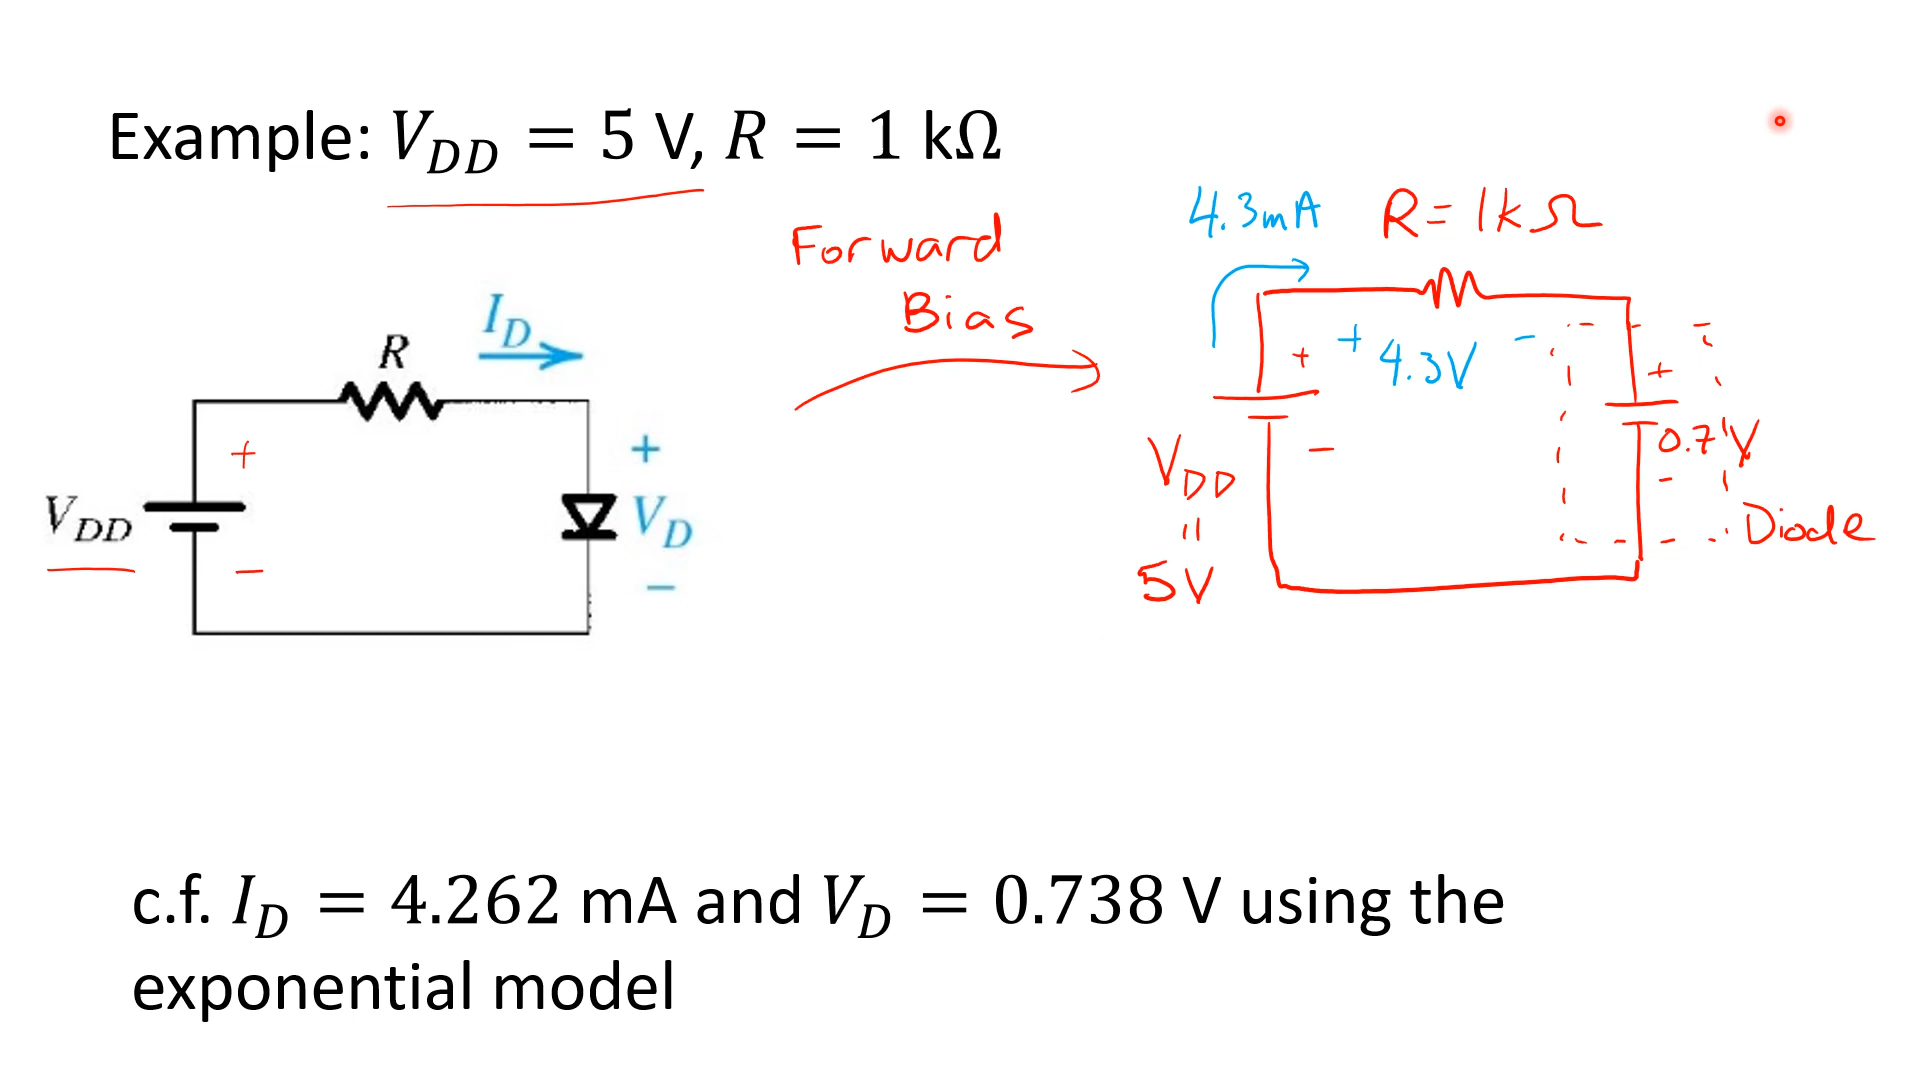 Example: V_DD = 5 V, R = 1 kΩ
Forward
Bias
4.3mA R = 1kΩ
I_D
R
+
V_DD
−
+
V_D
−
+ 4.3V −
+
−
V_DD
=
5V
+
0.7V
−
Diode
c.f. I_D = 4.262 mA and V_D = 0.738 V using the
exponential model